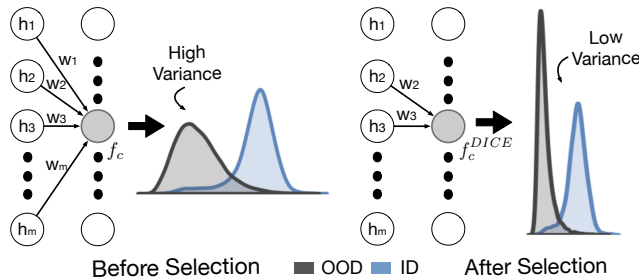 h1
w1
h2
w2
h3
w3
wm
hm
fc
High
Variance
Before Selection
OOD
ID
h1
h2
w2
h3
w3
hm
fc^DICE
Low
Variance
After Selection